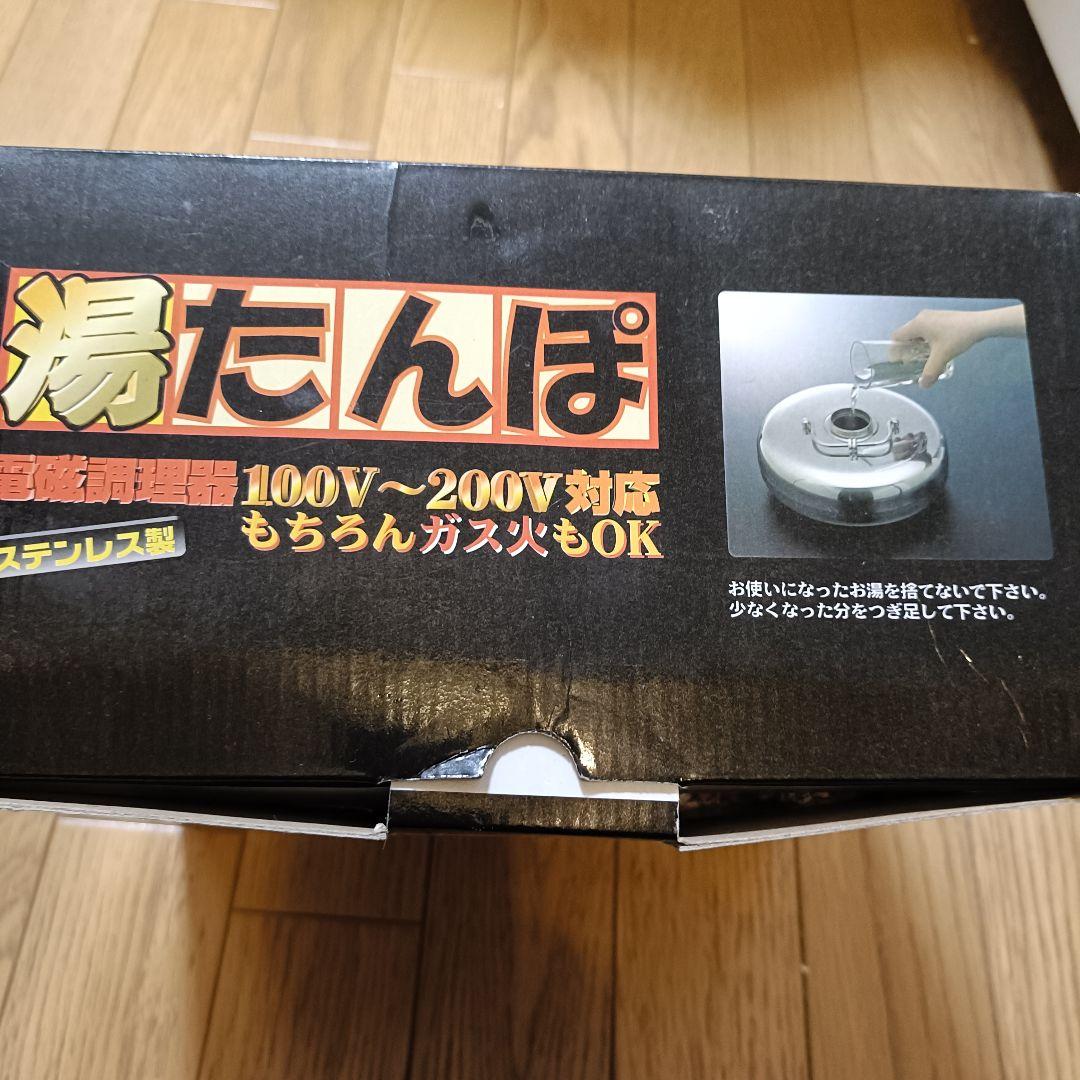 湯たんぽ
電磁調理器 100V～200V対応
もちろんガス火もOK
ステンレス製
お使いになったお湯を捨てないで下さい。
少なくなった分をつぎ足して下さい。